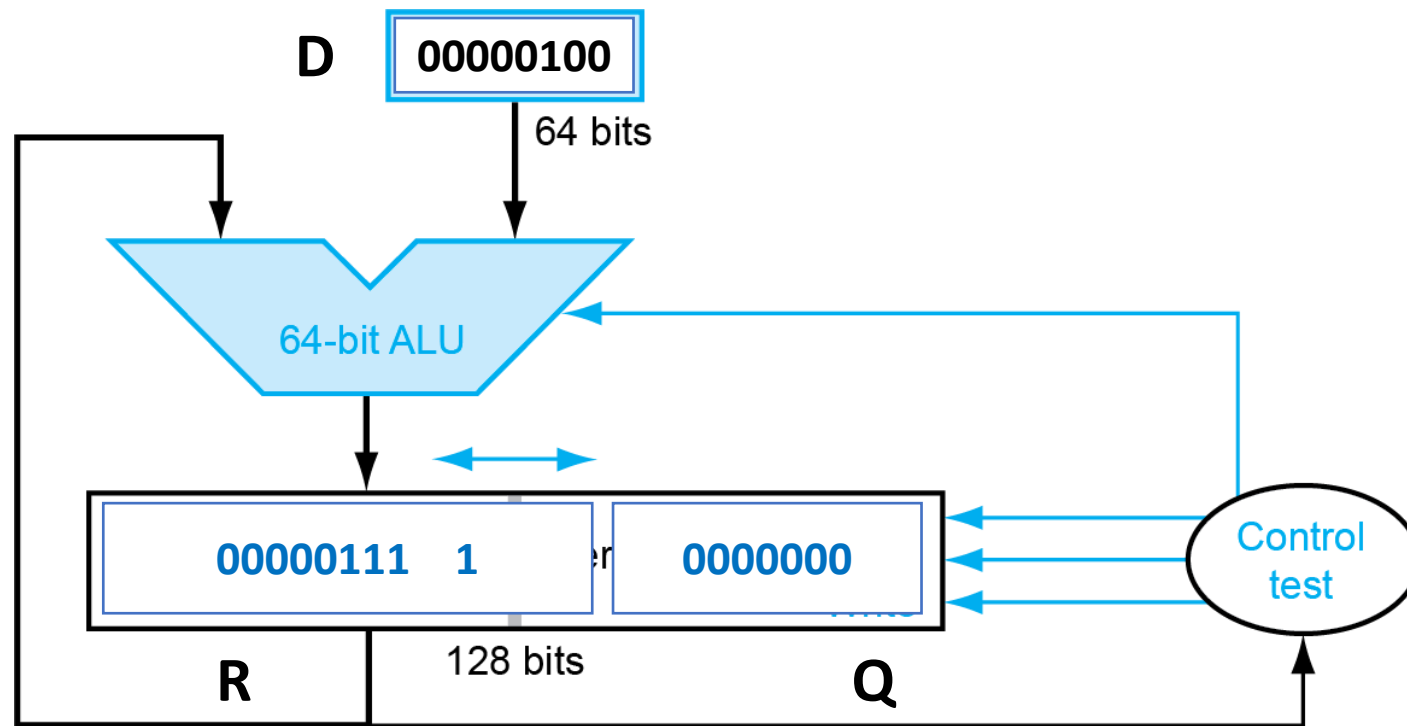 D
00000100
64 bits
64-bit ALU
00000111 1
0000000
Control
test
128 bits
R
Q